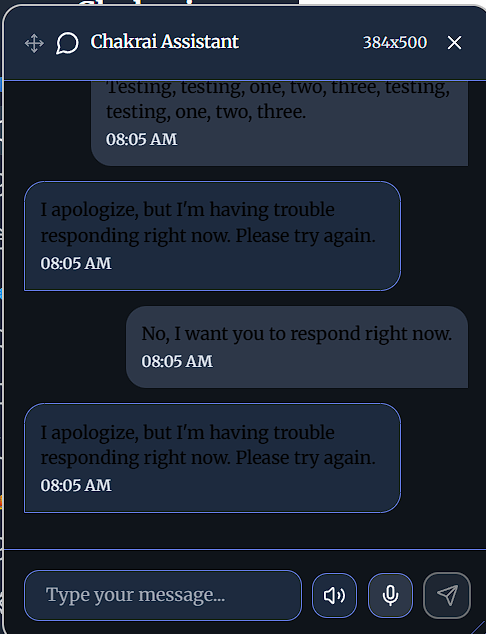 Chakrai Assistant
384x500
Testing, testing, one, two, three, testing,
testing, one, two, three.
08:05 AM
I apologize, but I'm having trouble
responding right now. Please try again.
08:05 AM
No, I want you to respond right now.
08:05 AM
I apologize, but I'm having trouble
responding right now. Please try again.
08:05 AM
Type your message...